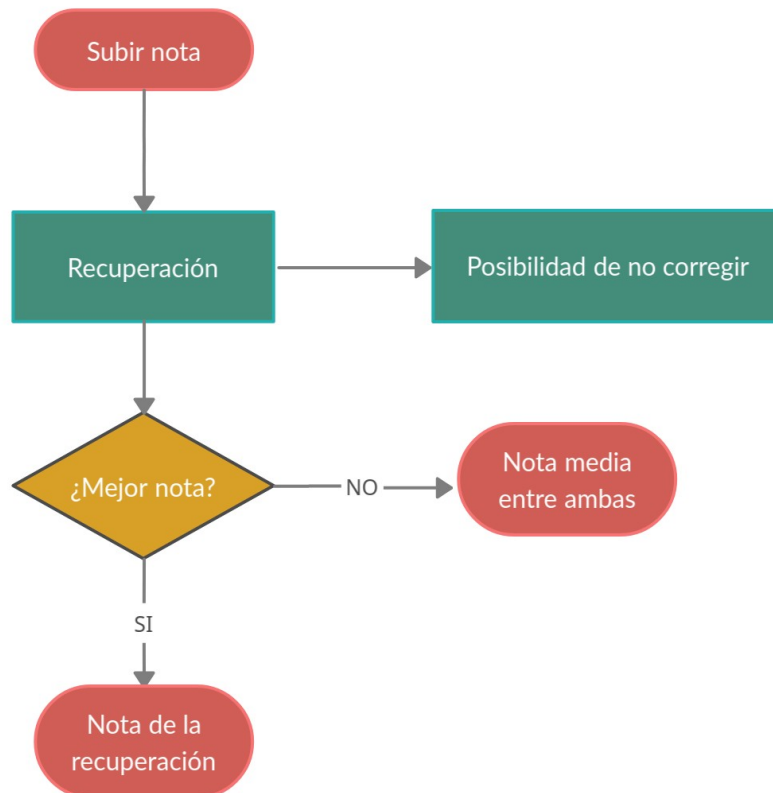 Subir nota
Recuperación
Posibilidad de no corregir
¿Mejor nota?
NO
Nota media
entre ambas
SI
Nota de la
recuperación